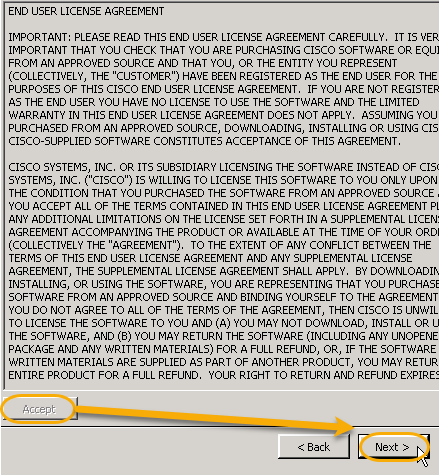 END USER LICENSE AGREEMENT
IMPORTANT: PLEASE READ THIS END USER LICENSE AGREEMENT CAREFULLY. IT IS VER
IMPORTANT THAT YOU CHECK THAT YOU ARE PURCHASING CISCO SOFTWARE OR EQUI
FROM AN APPROVED SOURCE AND THAT YOU, OR THE ENTITY YOU REPRESENT
(COLLECTIVELY, THE "CUSTOMER") HAVE BEEN REGISTERED AS THE END USER FOR THE
PURPOSES OF THIS CISCO END USER LICENSE AGREEMENT. IF YOU ARE NOT REGISTER
AS THE END USER YOU HAVE NO LICENSE TO USE THE SOFTWARE AND THE LIMITED
WARRANTY IN THIS END USER LICENSE AGREEMENT DOES NOT APPLY. ASSUMING YOU
PURCHASED FROM AN APPROVED SOURCE, DOWNLOADING, INSTALLING OR USING CIS
CISCO-SUPPLIED SOFTWARE CONSTITUTES ACCEPTANCE OF THIS AGREEMENT.
CISCO SYSTEMS, INC. OR ITS SUBSIDIARY LICENSING THE SOFTWARE INSTEAD OF CISC
SYSTEMS, INC. ("CISCO") IS WILLING TO LICENSE THIS SOFTWARE TO YOU ONLY UPON
THE CONDITION THAT YOU PURCHASED THE SOFTWARE FROM AN APPROVED SOURCE
YOU ACCEPT ALL OF THE TERMS CONTAINED IN THIS END USER LICENSE AGREEMENT PL
ANY ADDITIONAL LIMITATIONS ON THE LICENSE SET FORTH IN A SUPPLEMENTAL LICEN
AGREEMENT ACCOMPANYING THE PRODUCT OR AVAILABLE AT THE TIME OF YOUR ORD
(COLLECTIVELY THE "AGREEMENT"). TO THE EXTENT OF ANY CONFLICT BETWEEN THE
TERMS OF THIS END USER LICENSE AGREEMENT AND ANY SUPPLEMENTAL LICENSE
AGREEMENT, THE SUPPLEMENTAL LICENSE AGREEMENT SHALL APPLY. BY DOWNLOADIN
INSTALLING, OR USING THE SOFTWARE, YOU ARE REPRESENTING THAT YOU PURCHASE
SOFTWARE FROM AN APPROVED SOURCE AND BINDING YOURSELF TO THE AGREEMENT
YOU DO NOT AGREE TO ALL OF THE TERMS OF THE AGREEMENT, THEN CISCO IS UNWIL
TO LICENSE THE SOFTWARE TO YOU AND (A) YOU MAY NOT DOWNLOAD, INSTALL OR U
THE SOFTWARE, AND (B) YOU MAY RETURN THE SOFTWARE (INCLUDING ANY UNOPENE
PACKAGE AND ANY WRITTEN MATERIALS) FOR A FULL REFUND, OR, IF THE SOFTWARE
WRITTEN MATERIALS ARE SUPPLIED AS PART OF ANOTHER PRODUCT, YOU MAY RETUR
ENTIRE PRODUCT FOR A FULL REFUND. YOUR RIGHT TO RETURN AND REFUND EXPIRES
Accept
< Back
Next >